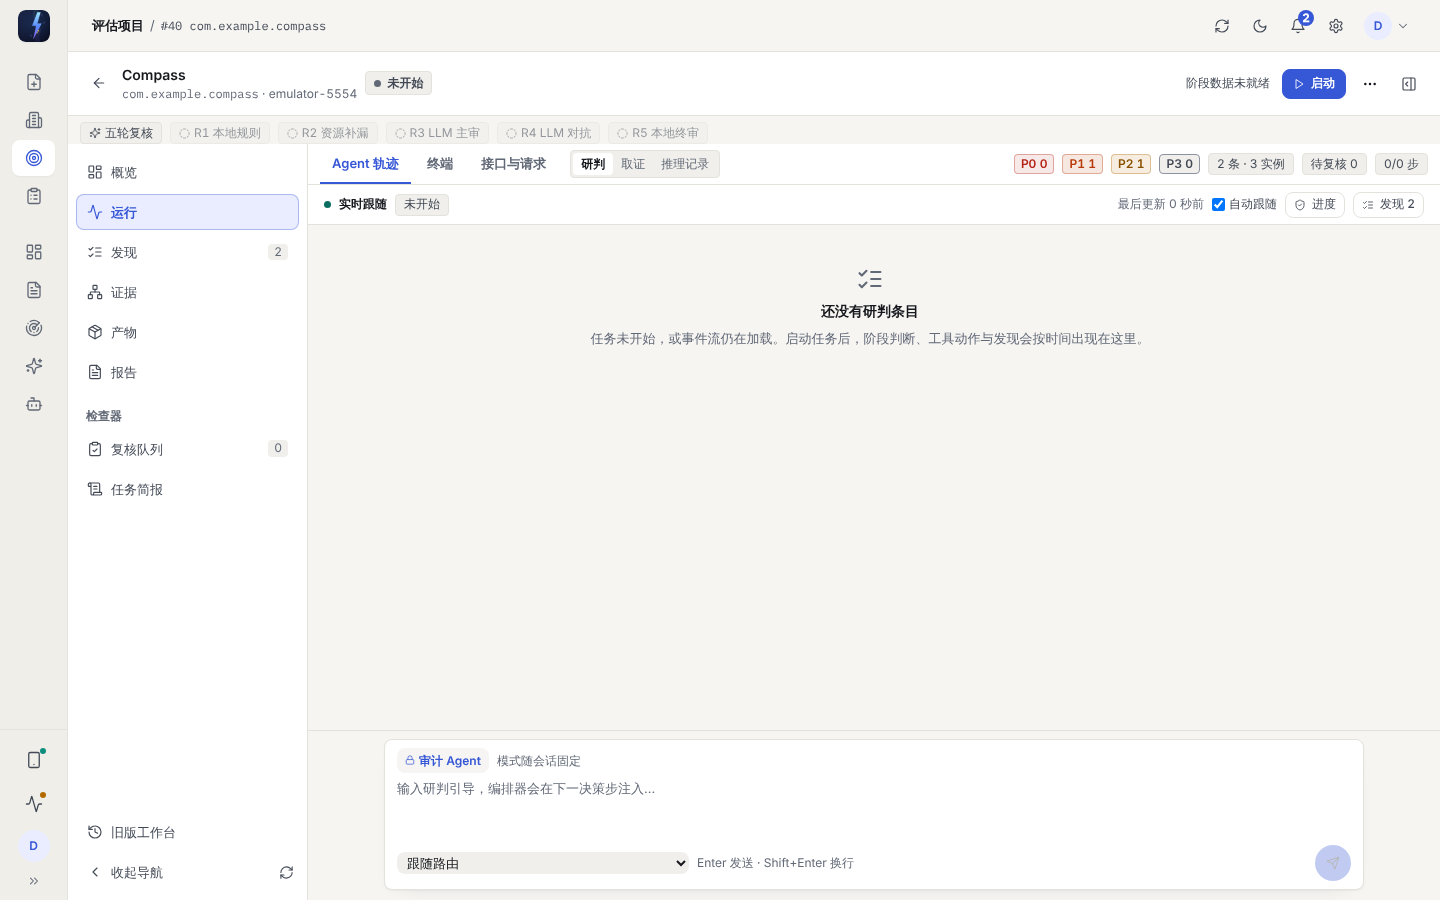 评估项目 / #40 com.example.compass
2
D
Compass
com.example.compass · emulator-5554
未开始
阶段数据未就绪
启动
五轮复核
R1 本地规则
R2 资源补漏
R3 LLM 主审
R4 LLM 对抗
R5 本地终审
概览
运行
发现 2
证据
产物
报告
检查器
复核队列 0
任务简报
旧版工作台
收起导航
D
Agent 轨迹
终端
接口与请求
研判
取证
推理记录
P0 0
P1 1
P2 1
P3 0
2 条 · 3 实例
待复核 0
0/0 步
实时跟随
未开始
最后更新 0 秒前
自动跟随
进度
发现 2
还没有研判条目
任务未开始，或事件流仍在加载。启动任务后，阶段判断、工具动作与发现会按时间出现在这里。
审计 Agent
模式随会话固定
输入研判引导，编排器会在下一决策步注入...
跟随路由
Enter 发送 · Shift+Enter 换行